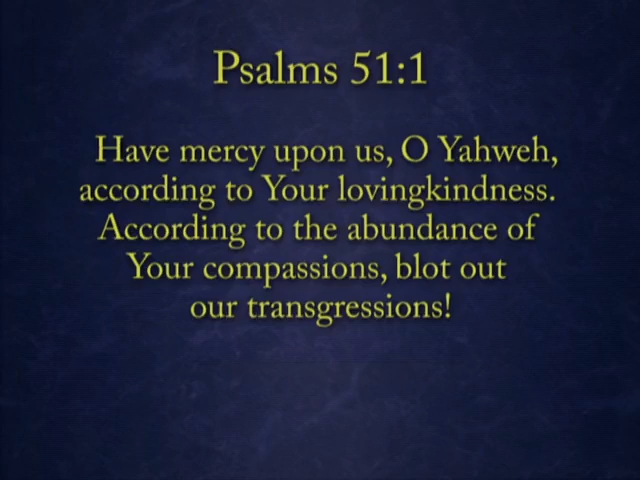 Psalms 51:1
Have mercy upon us, O Yahweh,
according to Your lovingkindness.
According to the abundance of
Your compassions, blot out
our transgressions!